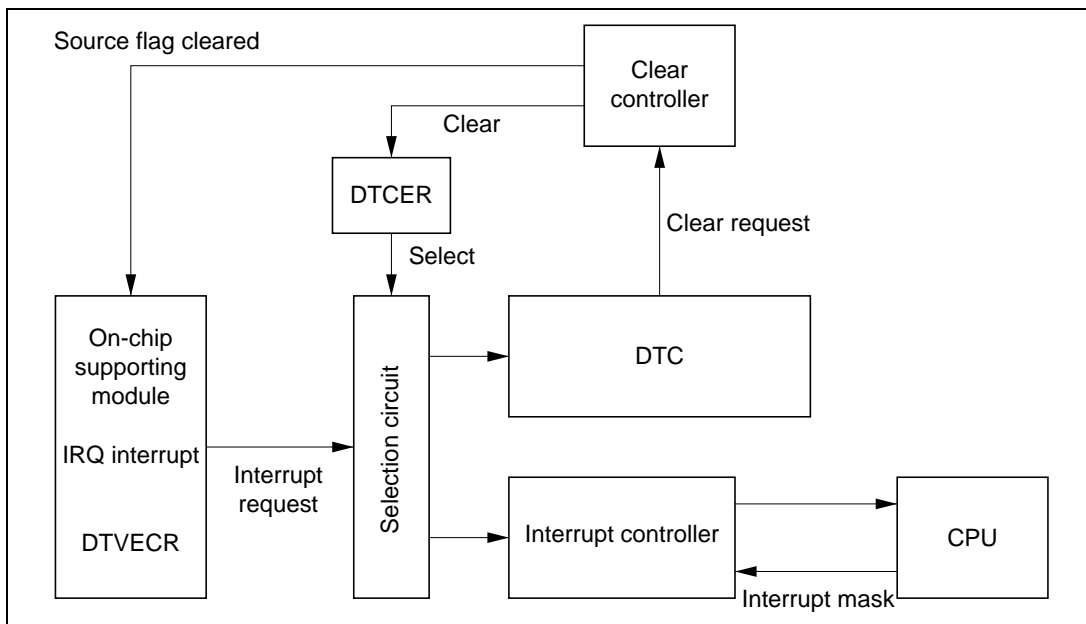 Source flag cleared
Clear
controller
Clear
DTCER
Clear request
Select
On-chip
supporting
module
DTC
Selection circuit
IRQ interrupt
Interrupt
request
DTVECR
Interrupt controller
CPU
Interrupt mask